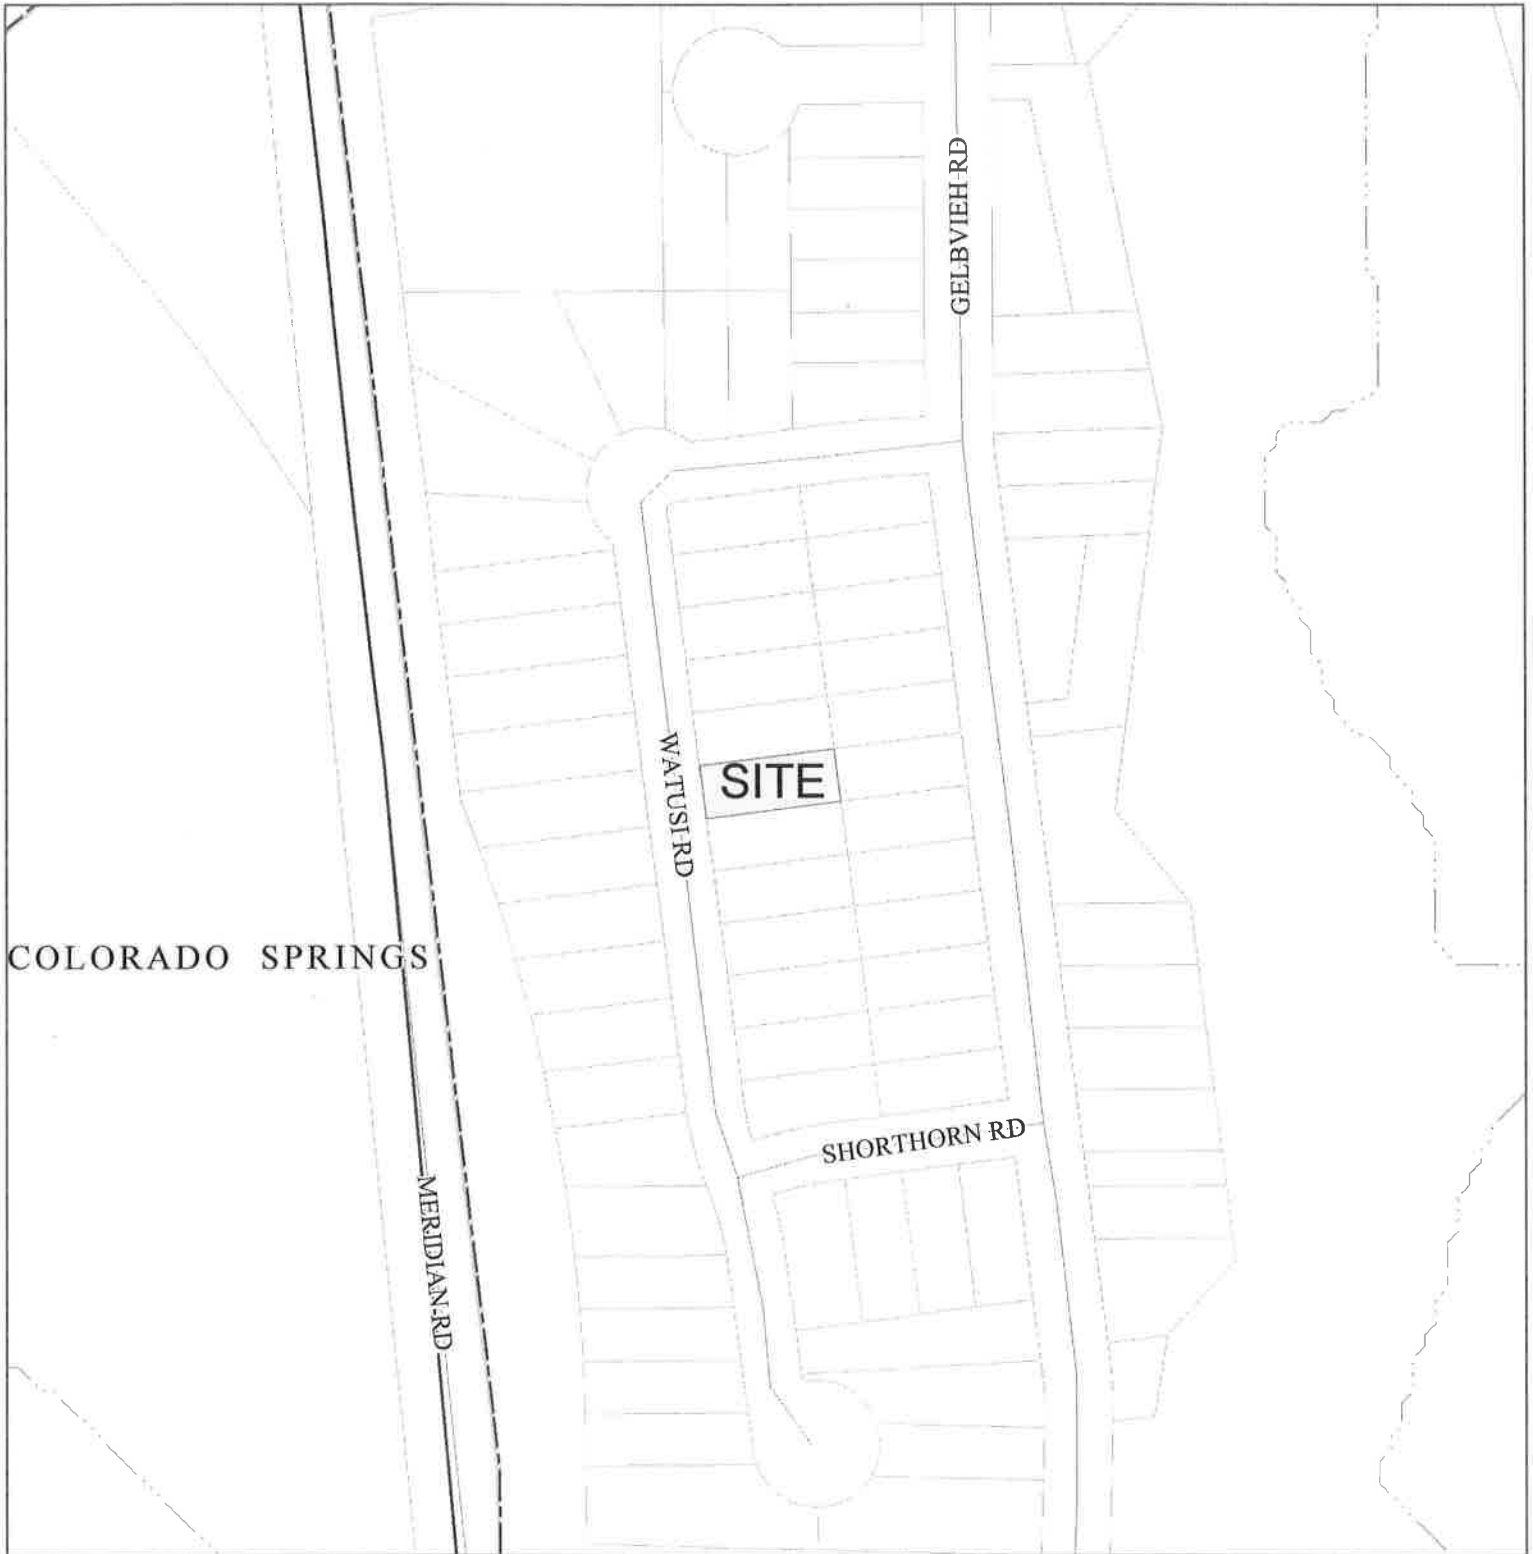 GELBVIEH RD
WATUSI RD
SITE
COLORADO SPRINGS
SHORTHORN RD
MERIDIAN RD